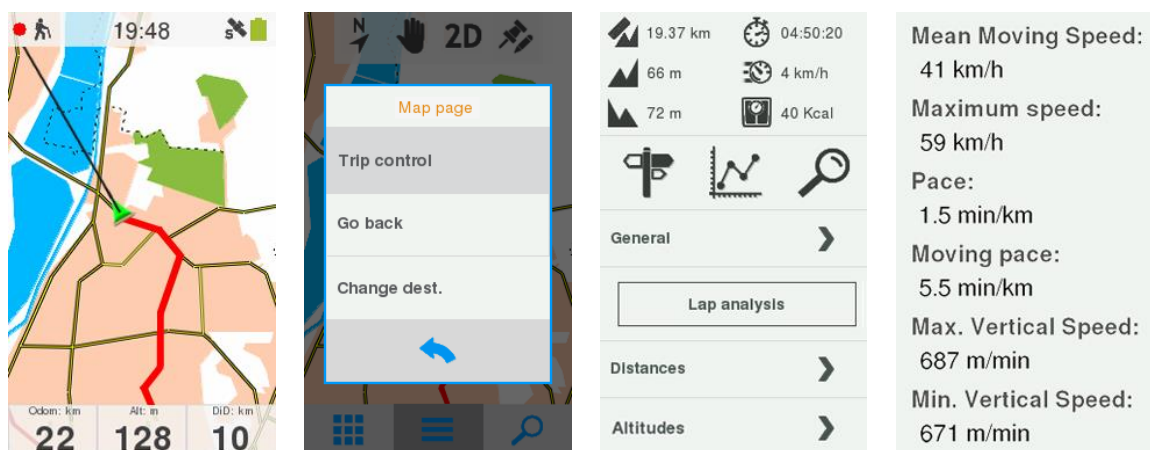 19:48
S
Odom: km
Alt: m
DiD: km
22
128
10
N
2D
Map page
Trip control
Go back
Change dest.
19.37 km
04:50:20
66 m
4 km/h
72 m
40 Kcal
General
Lap analysis
Distances
Altitudes
Mean Moving Speed:
41 km/h
Maximum speed:
59 km/h
Pace:
1.5 min/km
Moving pace:
5.5 min/km
Max. Vertical Speed:
687 m/min
Min. Vertical Speed:
671 m/min